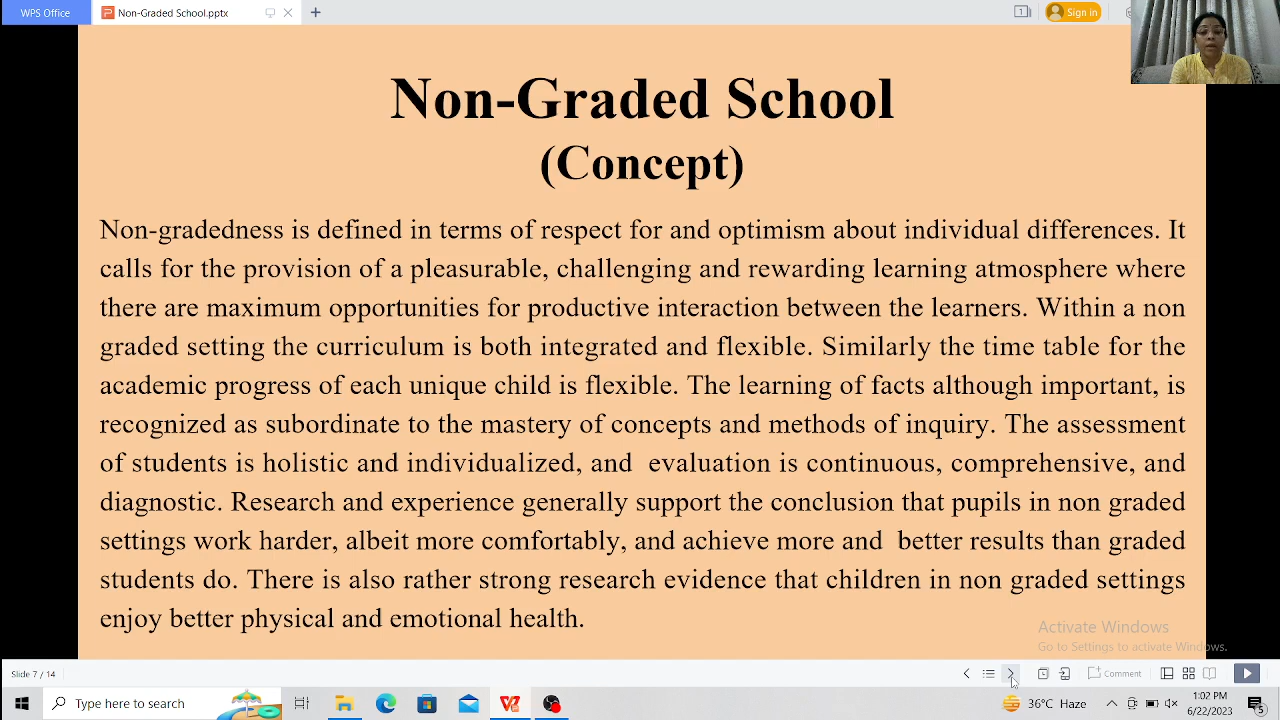 WPS Office
Non-Graded School.pptx
1
Sign in
Non-Graded School
(Concept)
Non-gradedness is defined in terms of respect for and optimism about individual differences. It
calls for the provision of a pleasurable, challenging and rewarding learning atmosphere where
there are maximum opportunities for productive interaction between the learners. Within a non
graded setting the curriculum is both integrated and flexible. Similarly the time table for the
academic progress of each unique child is flexible. The learning of facts although important, is
recognized as subordinate to the mastery of concepts and methods of inquiry. The assessment
of students is holistic and individualized, and evaluation is continuous, comprehensive, and
diagnostic. Research and experience generally support the conclusion that pupils in non graded
settings work harder, albeit more comfortably, and achieve more and better results than graded
students do. There is also rather strong research evidence that children in non graded settings
enjoy better physical and emotional health.
Activate Windows
Go to Settings to activate Windows.
Slide 7 / 14
Comment
Type here to search
36°C Haze
1:02 PM
6/22/2023
5